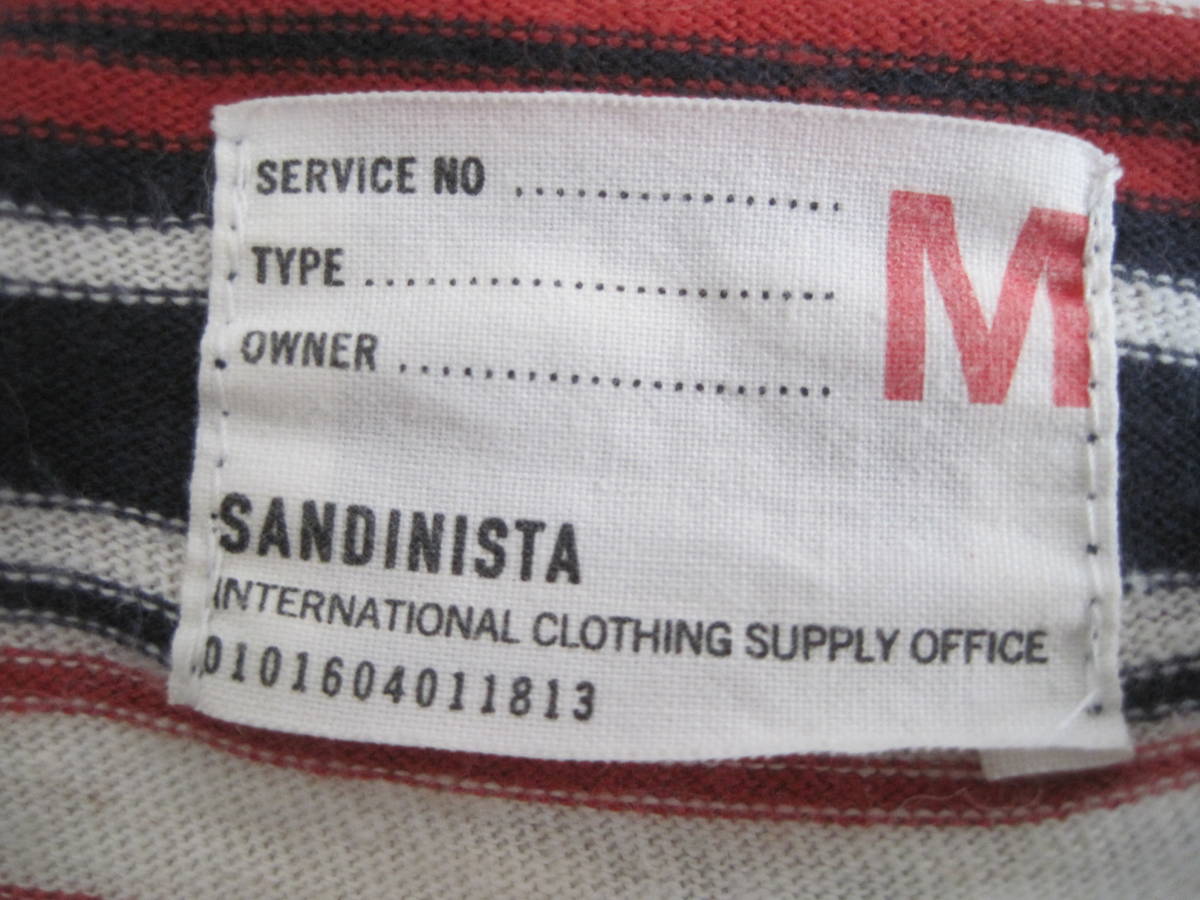 SERVICE NO ................
TYPE ......................
OWNER ....................
M
SANDINISTA
INTERNATIONAL CLOTHING SUPPLY OFFICE
0101604011813